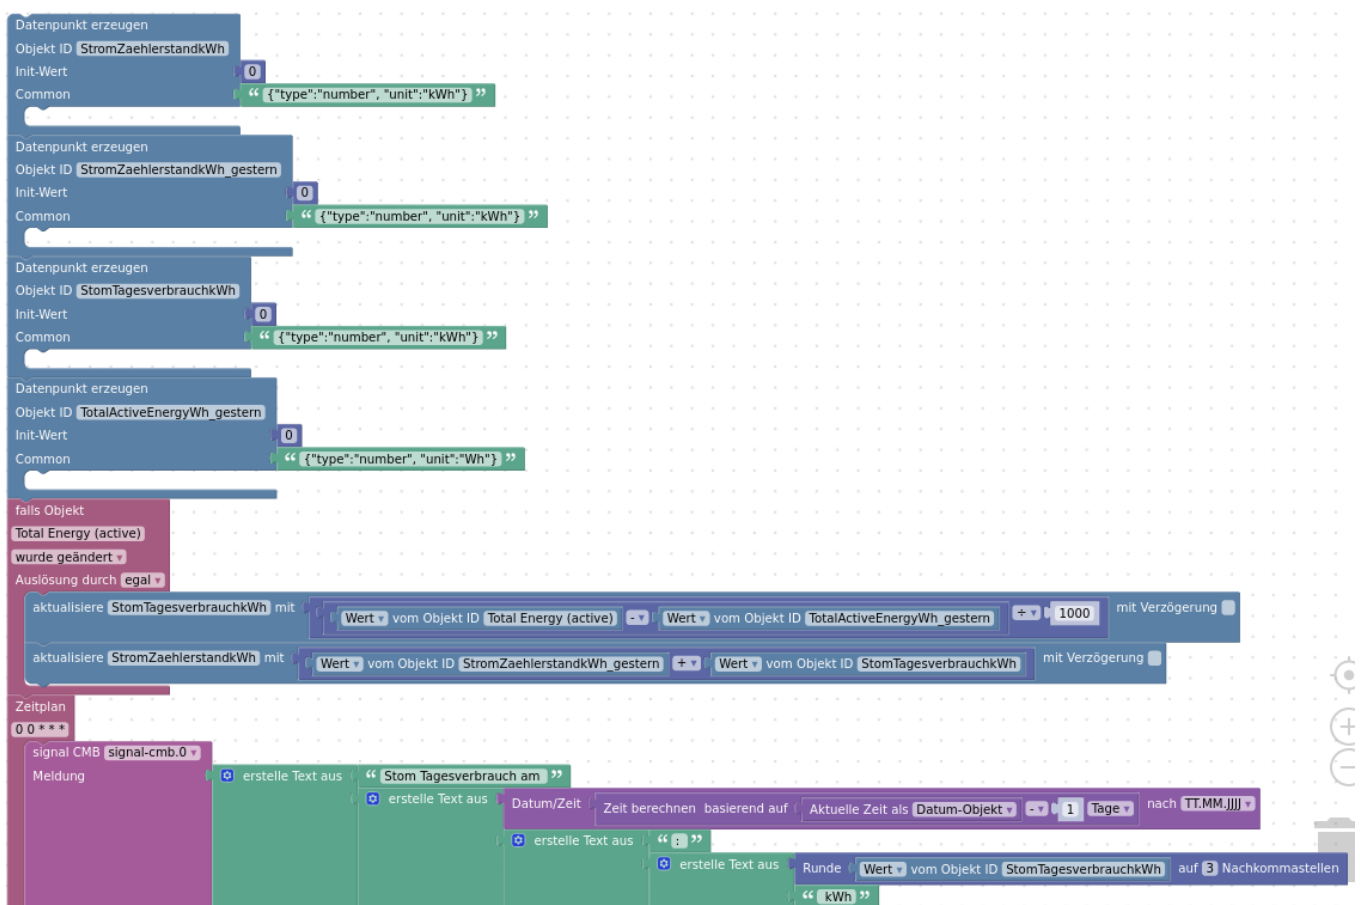 Datenpunkt erzeugen
Objekt ID StromZaehlerstandkWh
Init-Wert 0
Common “ {"type":"number", "unit":"kWh"} ”
Datenpunkt erzeugen
Objekt ID StromZaehlerstandkWh_gestern
Init-Wert 0
Common “ {"type":"number", "unit":"kWh"} ”
Datenpunkt erzeugen
Objekt ID StomTagesverbrauchkWh
Init-Wert 0
Common “ {"type":"number", "unit":"kWh"} ”
Datenpunkt erzeugen
Objekt ID TotalActiveEnergyWh_gestern
Init-Wert 0
Common “ {"type":"number", "unit":"Wh"} ”
falls Objekt
Total Energy (active)
wurde geändert
Auslösung durch egal
aktualisiere StomTagesverbrauchkWh mit Wert vom Objekt ID Total Energy (active) - Wert vom Objekt ID TotalActiveEnergyWh_gestern ÷ 1000 mit Verzögerung
aktualisiere StromZaehlerstandkWh mit Wert vom Objekt ID StromZaehlerstandkWh_gestern + Wert vom Objekt ID StomTagesverbrauchkWh mit Verzögerung
Zeitplan
0 0 * * *
signal CMB signal-cmb.0
Meldung erstelle Text aus “ Stom Tagesverbrauch am ”
erstelle Text aus Datum/Zeit Zeit berechnen basierend auf Aktuelle Zeit als Datum-Objekt - 1 Tage nach TT.MM.JJJJ
erstelle Text aus “ : ”
erstelle Text aus Runde Wert vom Objekt ID StomTagesverbrauchkWh auf 3 Nachkommastellen
“ kWh ”